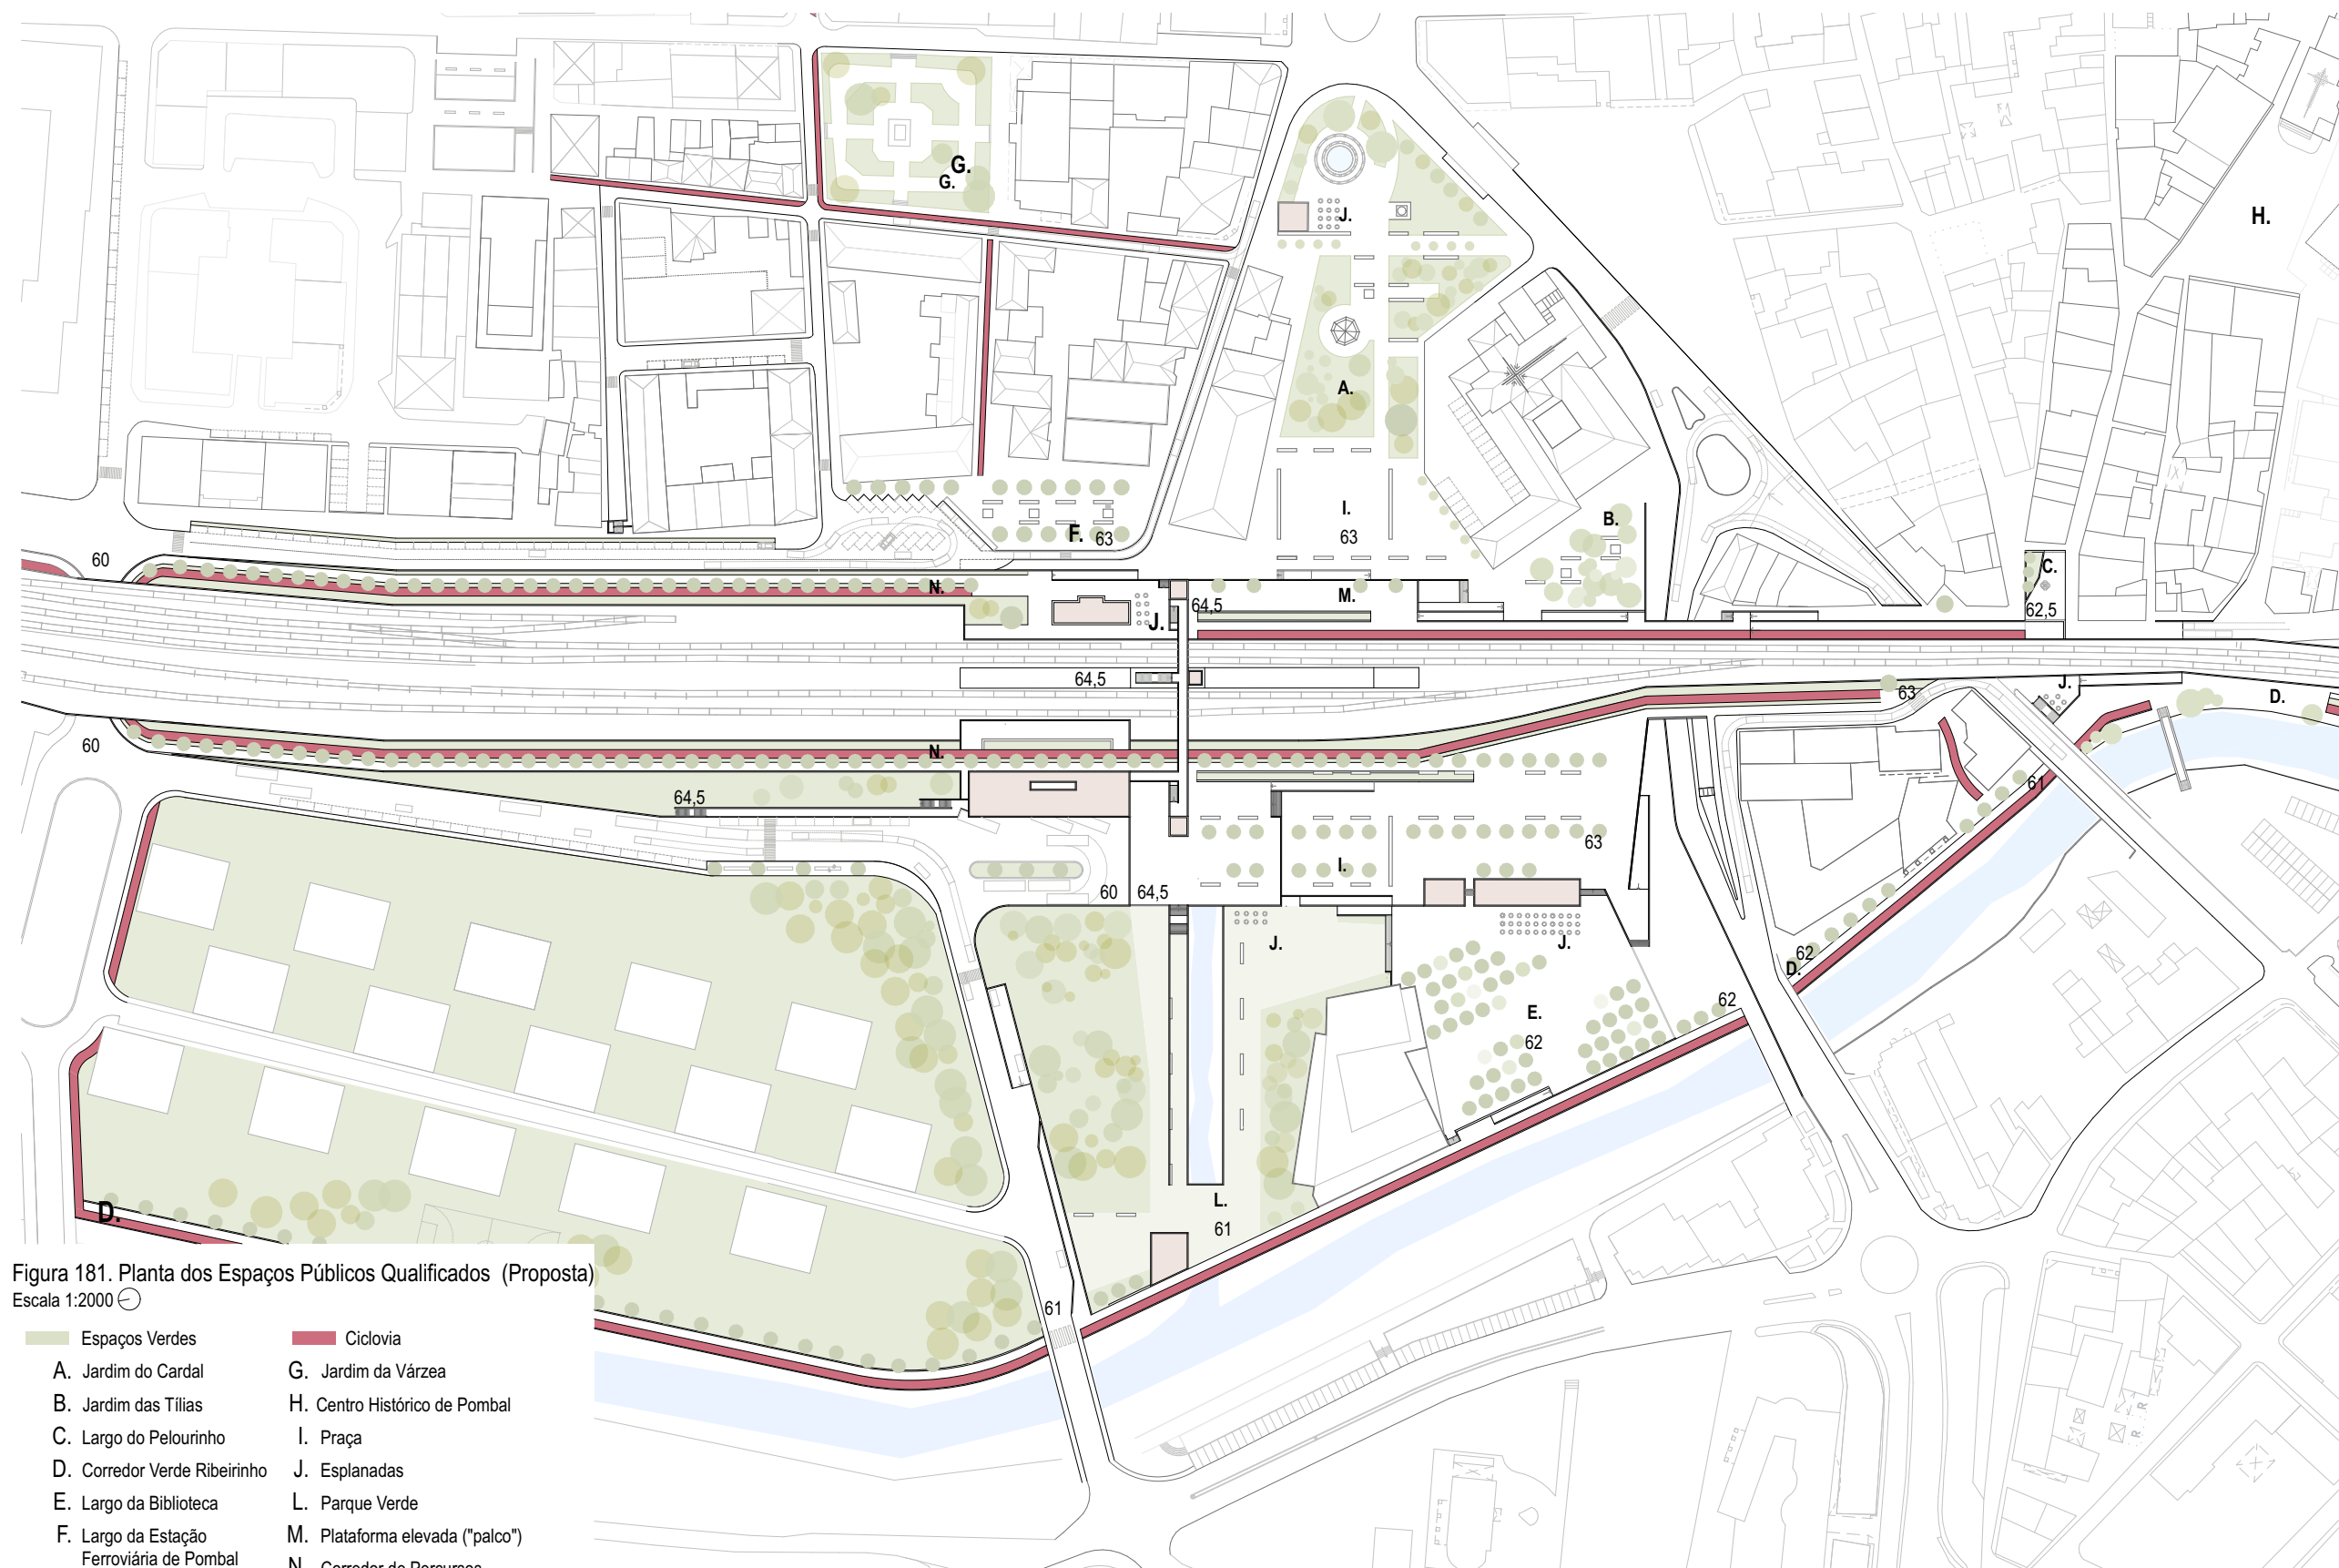 G.
G.
H.
J.
A.
I.
63
B.
F. 63
C.
60
N.
64,5
M.
62,5
J.
64,5
63
J.
D.
60
N.
61
64,5
63
I.
60 64,5
J.
J.
62
D.
62
E.
62
L.
61
D.
61
R
R
Figura 181. Planta dos Espaços Públicos Qualificados (Proposta)
Escala 1:2000
Espaços Verdes
Ciclovia
A. Jardim do Cardal
G. Jardim da Várzea
B. Jardim das Tílias
H. Centro Histórico de Pombal
C. Largo do Pelourinho
I. Praça
D. Corredor Verde Ribeirinho
J. Esplanadas
E. Largo da Biblioteca
L. Parque Verde
F. Largo da Estação
Ferroviária de Pombal
M. Plataforma elevada ("palco")
N. Corredor de Percursos